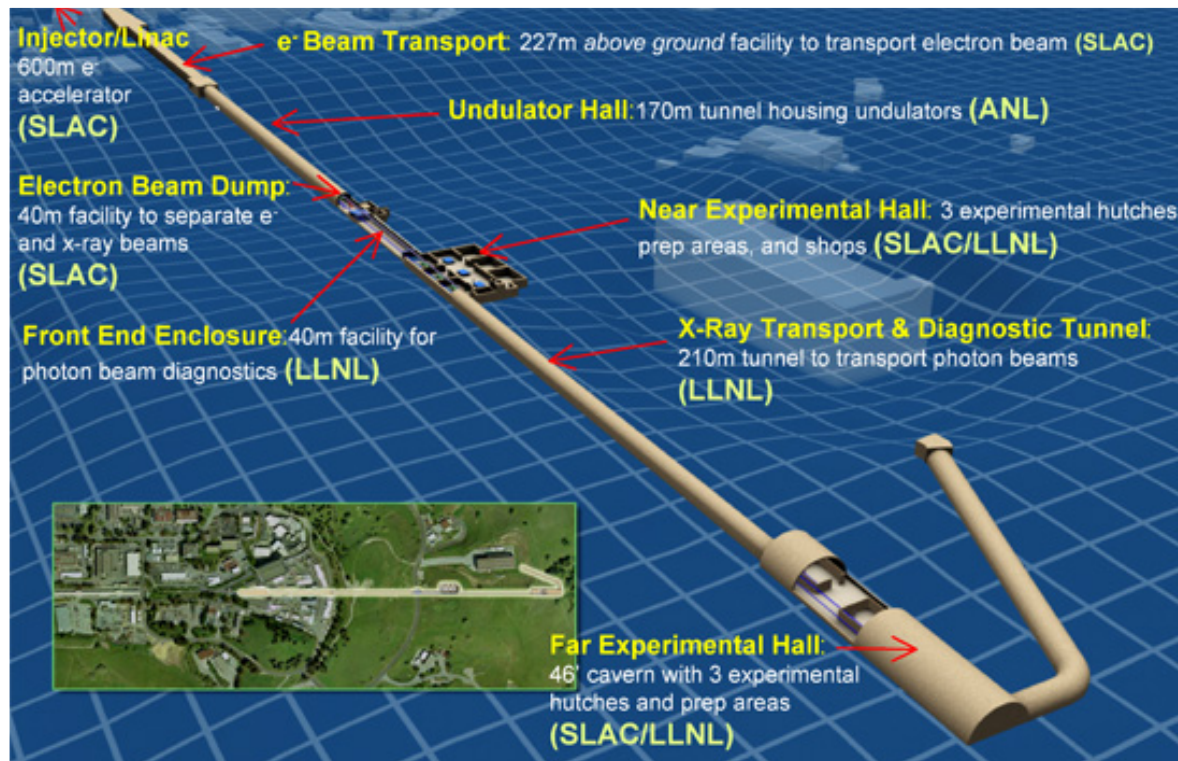 Injector/Linac
600m e-
accelerator
(SLAC)
e- Beam Transport: 227m above ground facility to transport electron beam (SLAC)
Undulator Hall: 170m tunnel housing undulators (ANL)
Electron Beam Dump:
40m facility to separate e-
and x-ray beams
(SLAC)
Near Experimental Hall: 3 experimental hutches
prep areas, and shops (SLAC/LLNL)
Front End Enclosure: 40m facility for
photon beam diagnostics (LLNL)
X-Ray Transport & Diagnostic Tunnel:
210m tunnel to transport photon beams
(LLNL)
Far Experimental Hall:
46' cavern with 3 experimental
hutches and prep areas
(SLAC/LLNL)